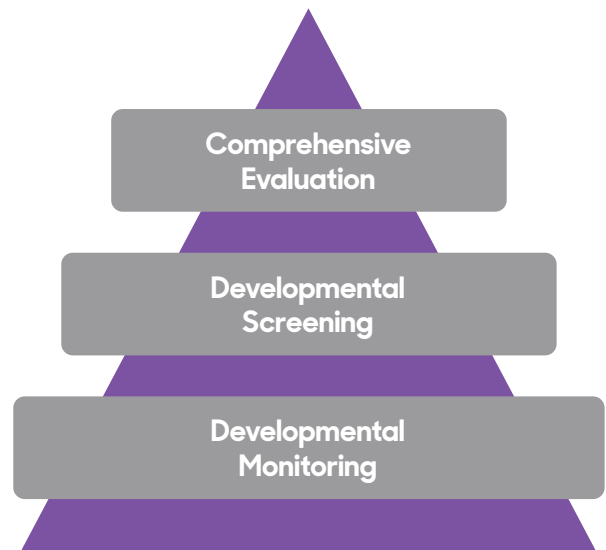 Comprehensive
Evaluation
Developmental
Screening
Developmental
Monitoring